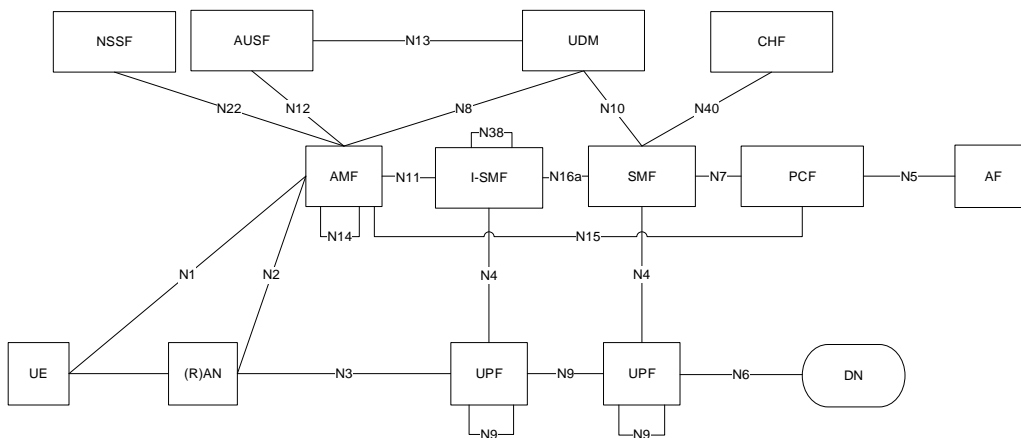 NSSF
AUSF
N13
UDM
CHF
N22
N12
N8
N10
N40
N38
AMF
N11
I-SMF
N16a
SMF
N7
PCF
N5
AF
N14
N15
N1
N2
N4
N4
UE
(R)AN
N3
UPF
N9
UPF
N6
DN
N9
N9